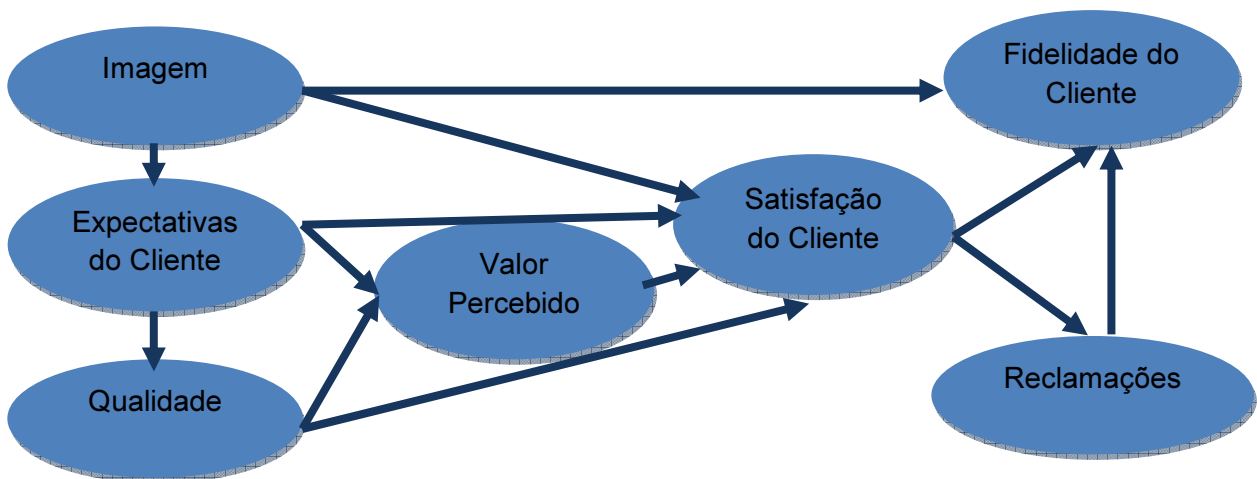 Imagem
Fidelidade do
Cliente
Expectativas
do Cliente
Satisfação
do Cliente
Valor
Percebido
Qualidade
Reclamações